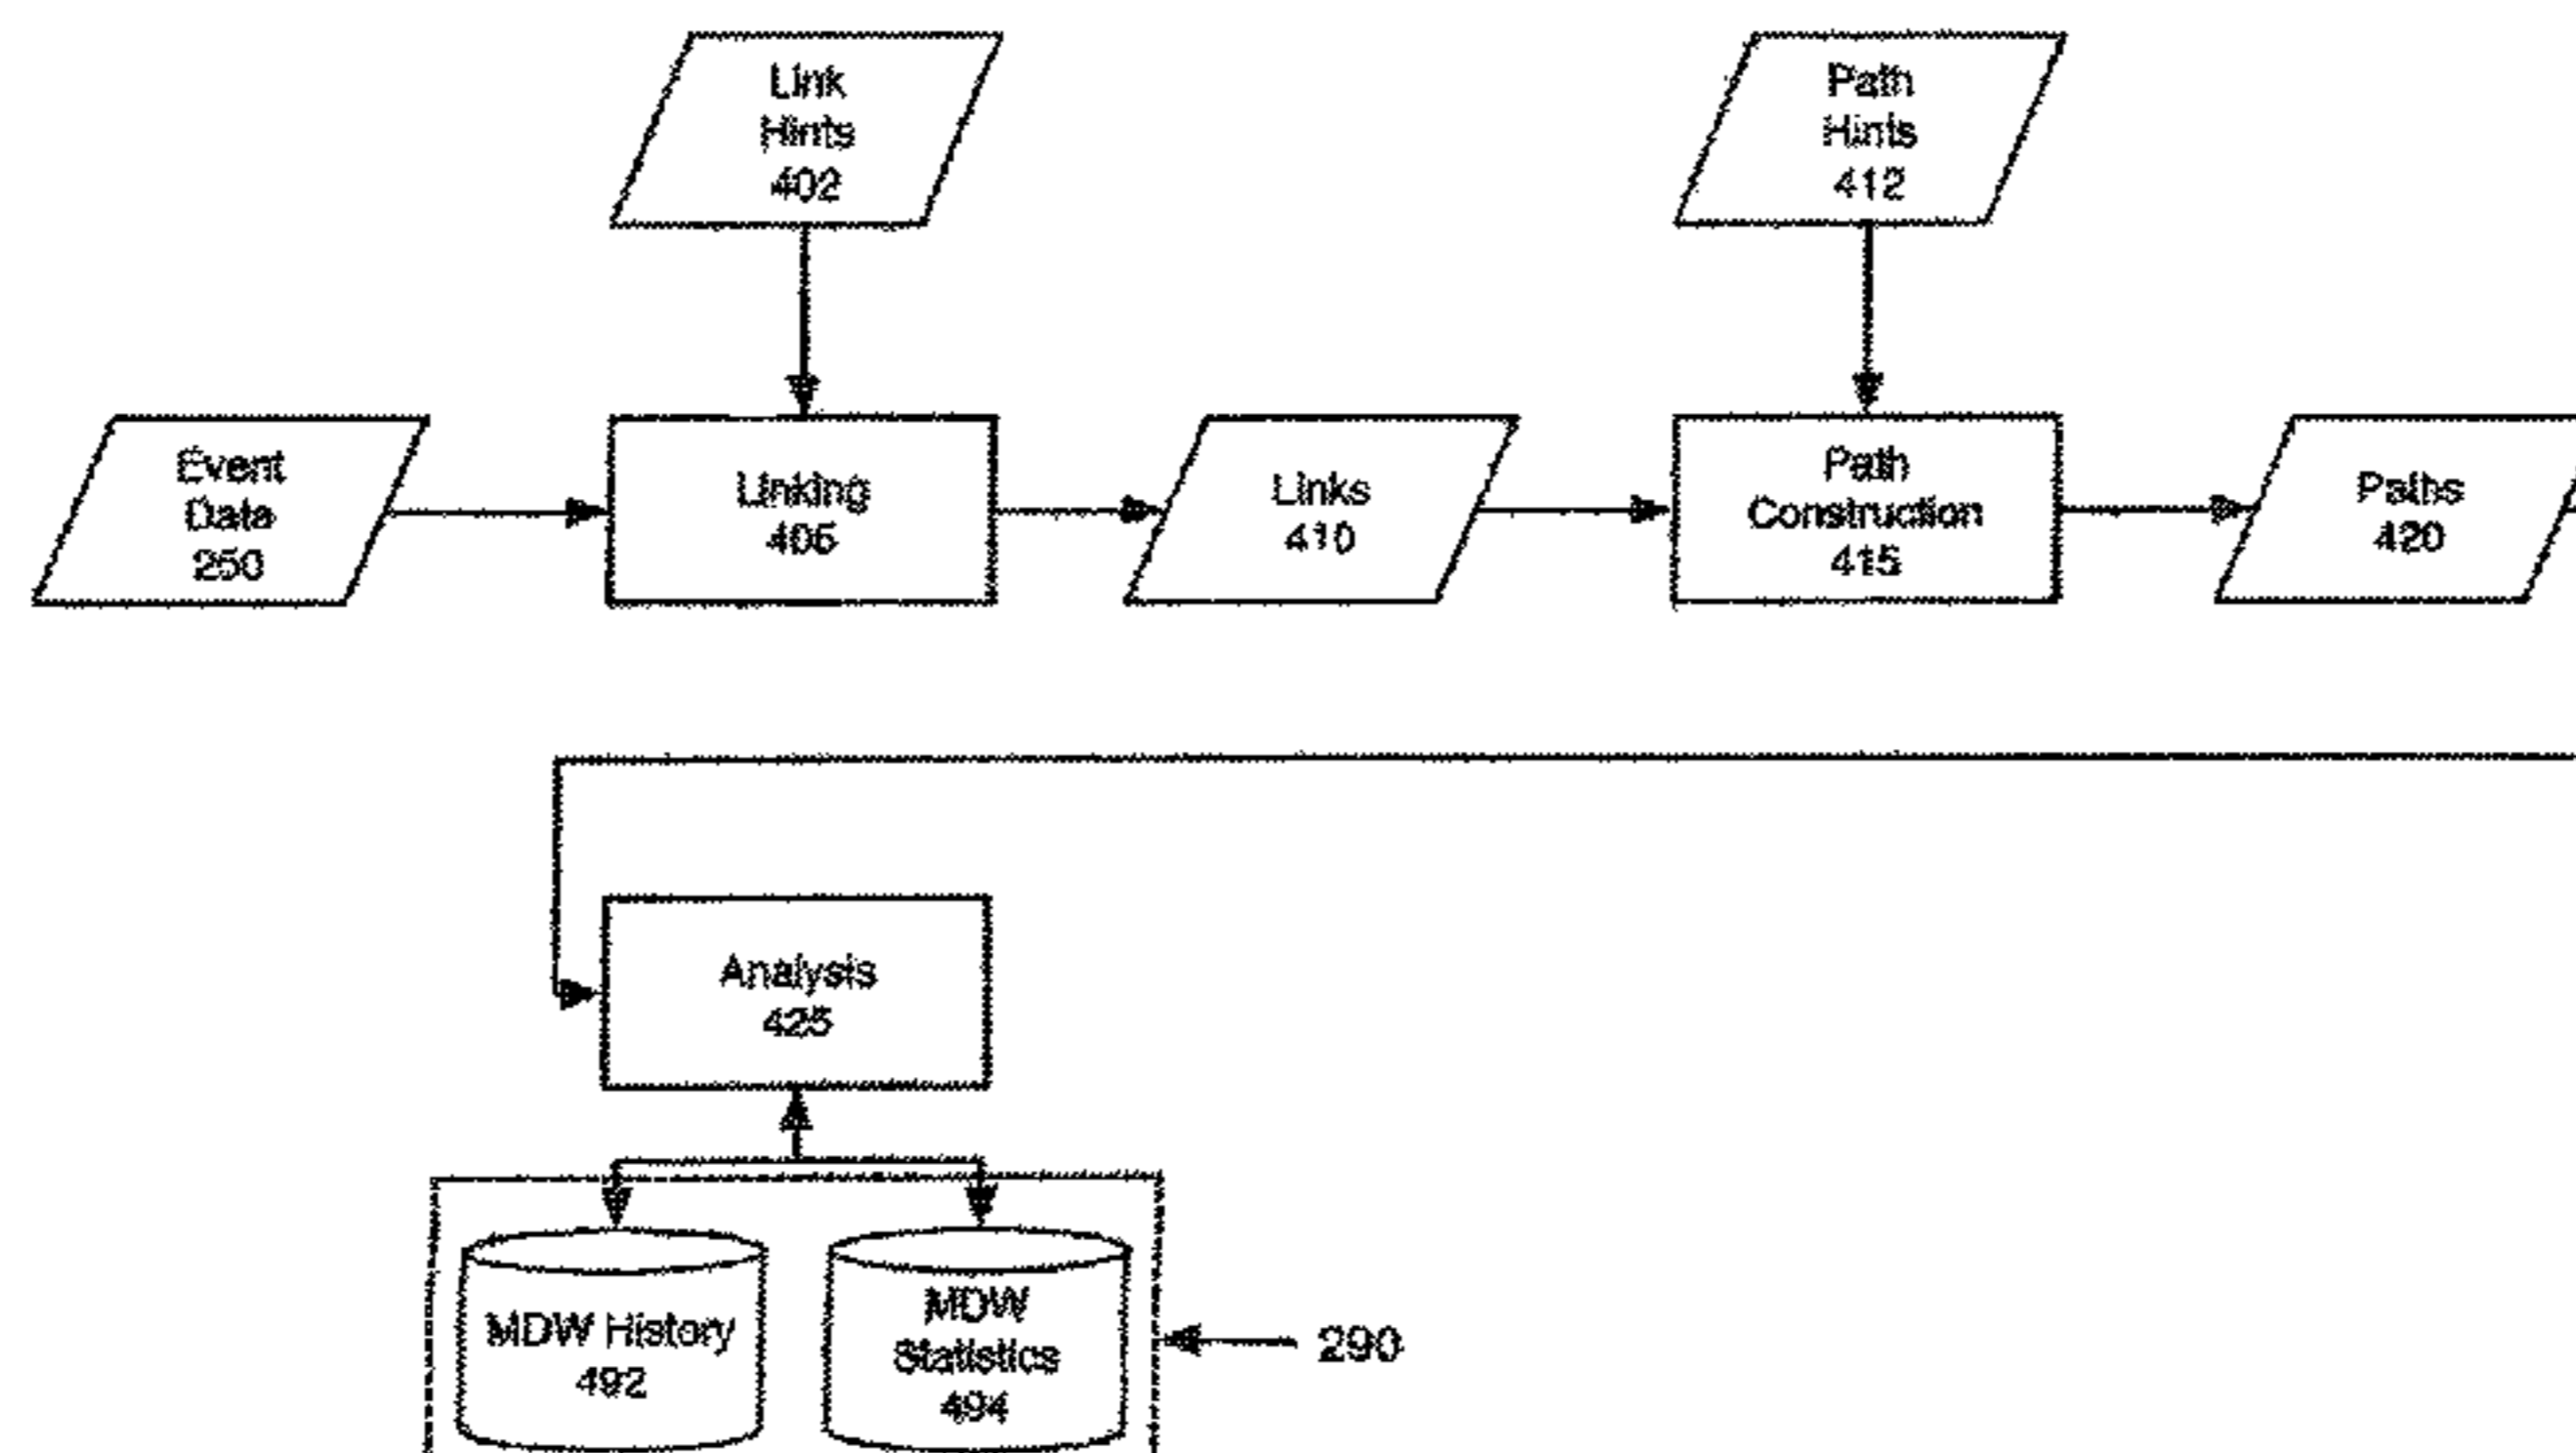 Link
Hints
402
Path
Hints
412
Event
Data
250
Linking
405
Links
410
Path
Construction
415
Paths
420
Analysis
425
MDW History
492
MDW
Statistics
494
290